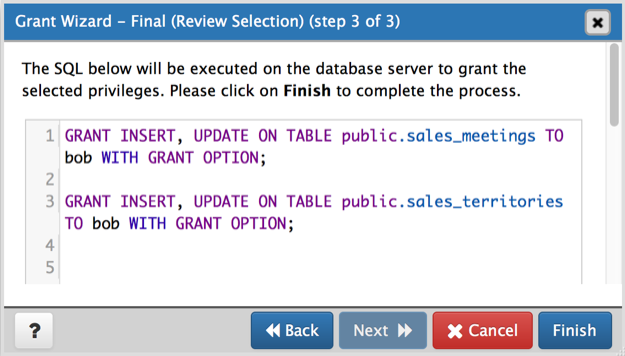 Grant Wizard – Final (Review Selection) (step 3 of 3)
The SQL below will be executed on the database server to grant the
selected privileges. Please click on Finish to complete the process.
1 GRANT INSERT, UPDATE ON TABLE public.sales_meetings TO
bob WITH GRANT OPTION;
2
3 GRANT INSERT, UPDATE ON TABLE public.sales_territories
TO bob WITH GRANT OPTION;
4
5
? Back Next Cancel Finish